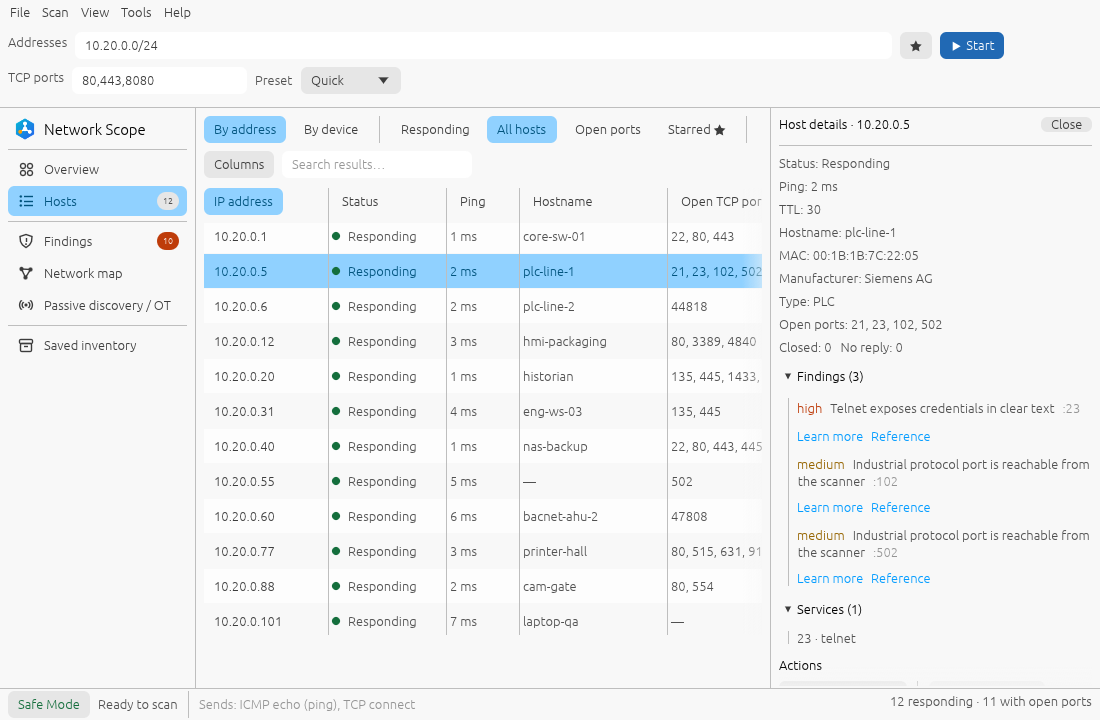 File Scan View Tools Help
Addresses 10.20.0.0/24 Start
TCP ports 80,443,8080 Preset Quick
Network Scope
Overview
Hosts 12
Findings 10
Network map
Passive discovery / OT
Saved inventory
By address By device Responding All hosts Open ports Starred
Columns Search results…
IP address Status Ping Hostname Open TCP por
10.20.0.1 Responding 1 ms core-sw-01 22, 80, 443
10.20.0.5 Responding 2 ms plc-line-1 21, 23, 102, 502
10.20.0.6 Responding 2 ms plc-line-2 44818
10.20.0.12 Responding 3 ms hmi-packaging 80, 3389, 4840
10.20.0.20 Responding 1 ms historian 135, 445, 1433,
10.20.0.31 Responding 4 ms eng-ws-03 135, 445
10.20.0.40 Responding 1 ms nas-backup 22, 80, 443, 445
10.20.0.55 Responding 5 ms — 502
10.20.0.60 Responding 6 ms bacnet-ahu-2 47808
10.20.0.77 Responding 3 ms printer-hall 80, 515, 631, 91
10.20.0.88 Responding 2 ms cam-gate 80, 554
10.20.0.101 Responding 7 ms laptop-qa —
Host details · 10.20.0.5 Close
Status: Responding
Ping: 2 ms
TTL: 30
Hostname: plc-line-1
MAC: 00:1B:1B:7C:22:05
Manufacturer: Siemens AG
Type: PLC
Open ports: 21, 23, 102, 502
Closed: 0 No reply: 0
Findings (3)
high Telnet exposes credentials in clear text :23
Learn more Reference
medium Industrial protocol port is reachable from
the scanner :102
Learn more Reference
medium Industrial protocol port is reachable from
the scanner :502
Learn more Reference
Services (1)
23 · telnet
Actions
Safe Mode Ready to scan Sends: ICMP echo (ping), TCP connect 12 responding · 11 with open ports